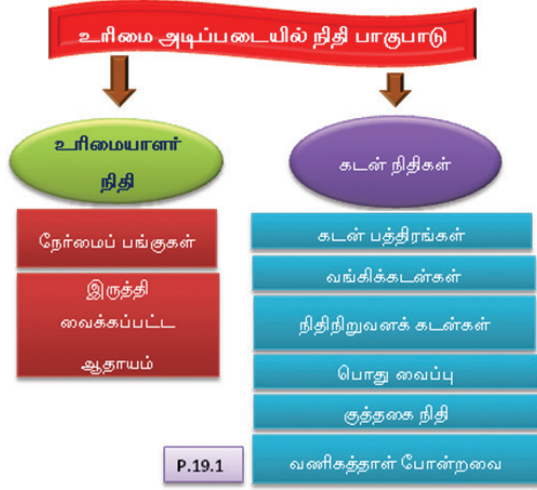 உரிமை அடிப்படையில் நிதி பாகுபாடு
உரிமையாளர்
நிதி
நேர்மைப் பங்குகள்
இருத்தி
வைக்கப்பட்ட
ஆதாயம்
கடன் நிதிகள்
கடன் பத்திரங்கள்
வங்கிக்கடன்கள்
நிதிநிறுவனக் கடன்கள்
பொது வைப்பு
குத்தகை நிதி
வணிகத்தாள் போன்றவை
P.19.1